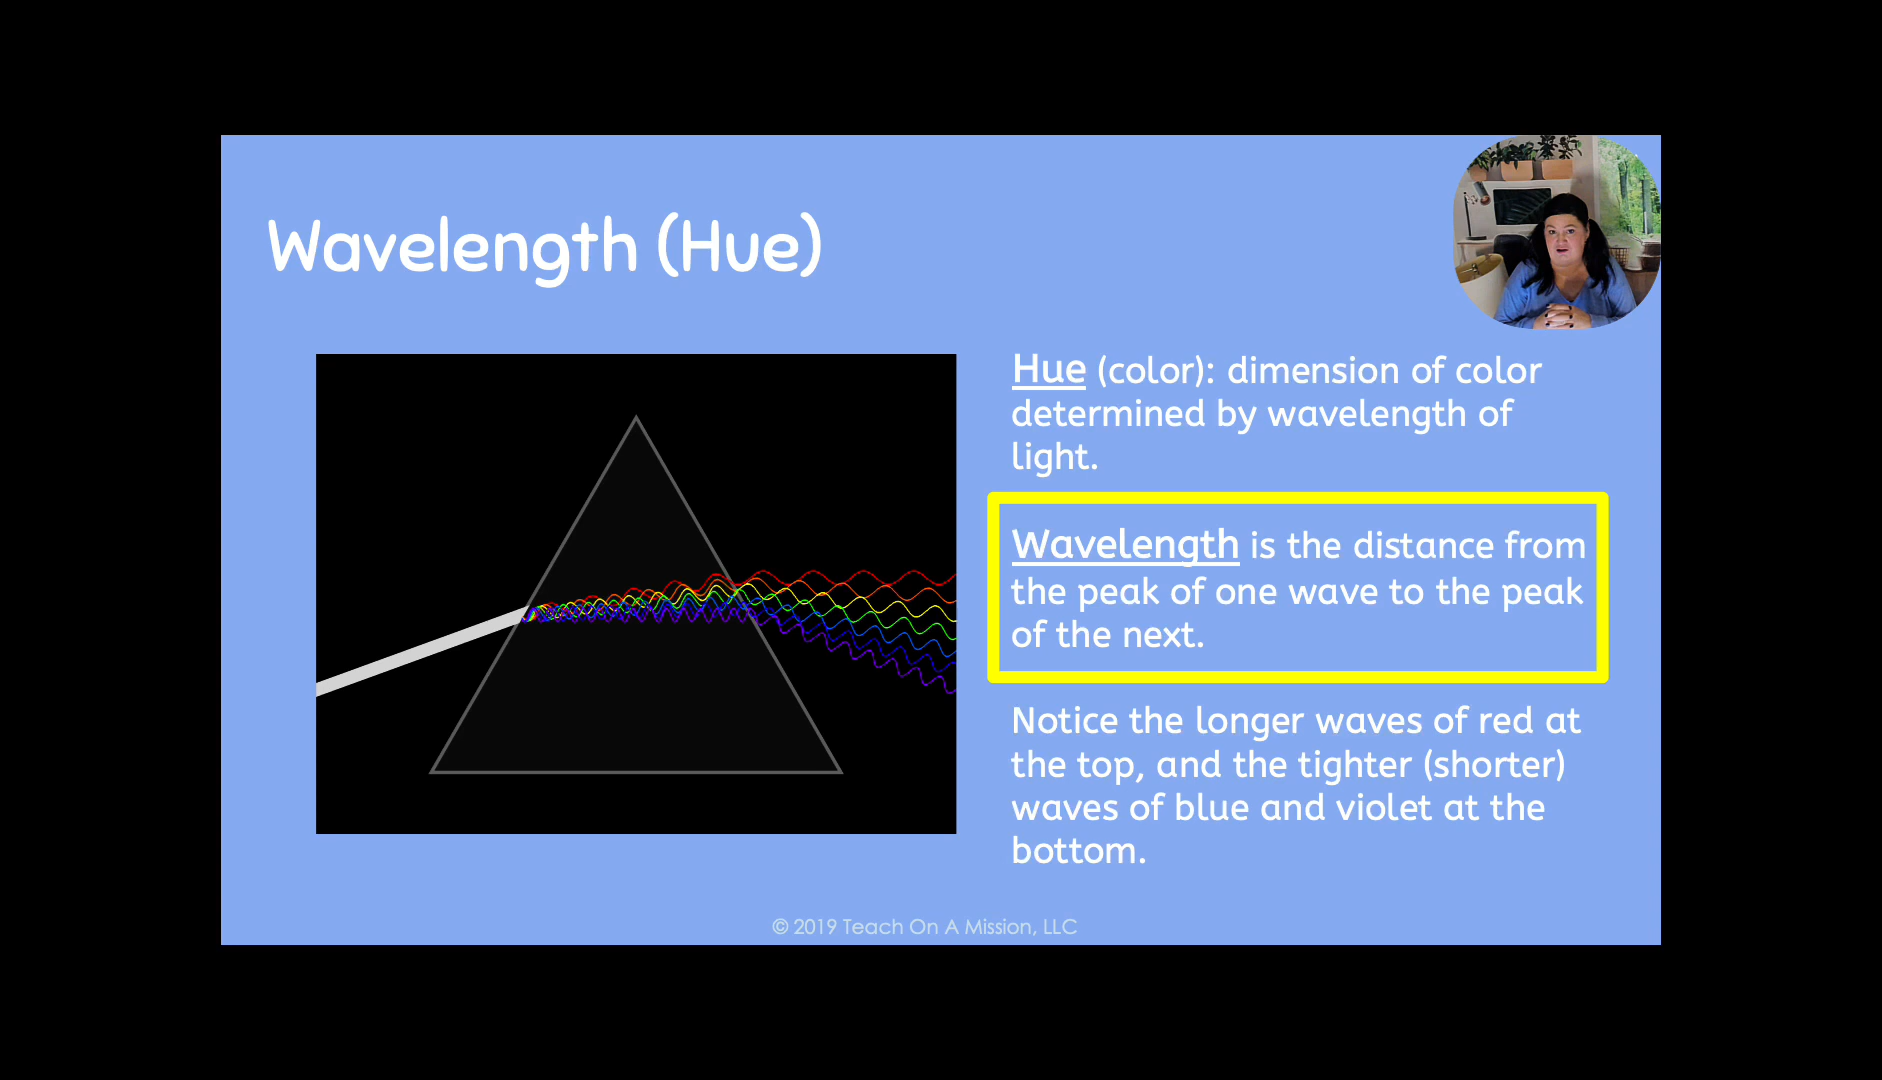 Wavelength (Hue)
Hue (color): dimension of color
determined by wavelength of
light.
Wavelength is the distance from
the peak of one wave to the peak
of the next.
Notice the longer waves of red at
the top, and the tighter (shorter)
waves of blue and violet at the
bottom.
© 2019 Teach On A Mission, LLC